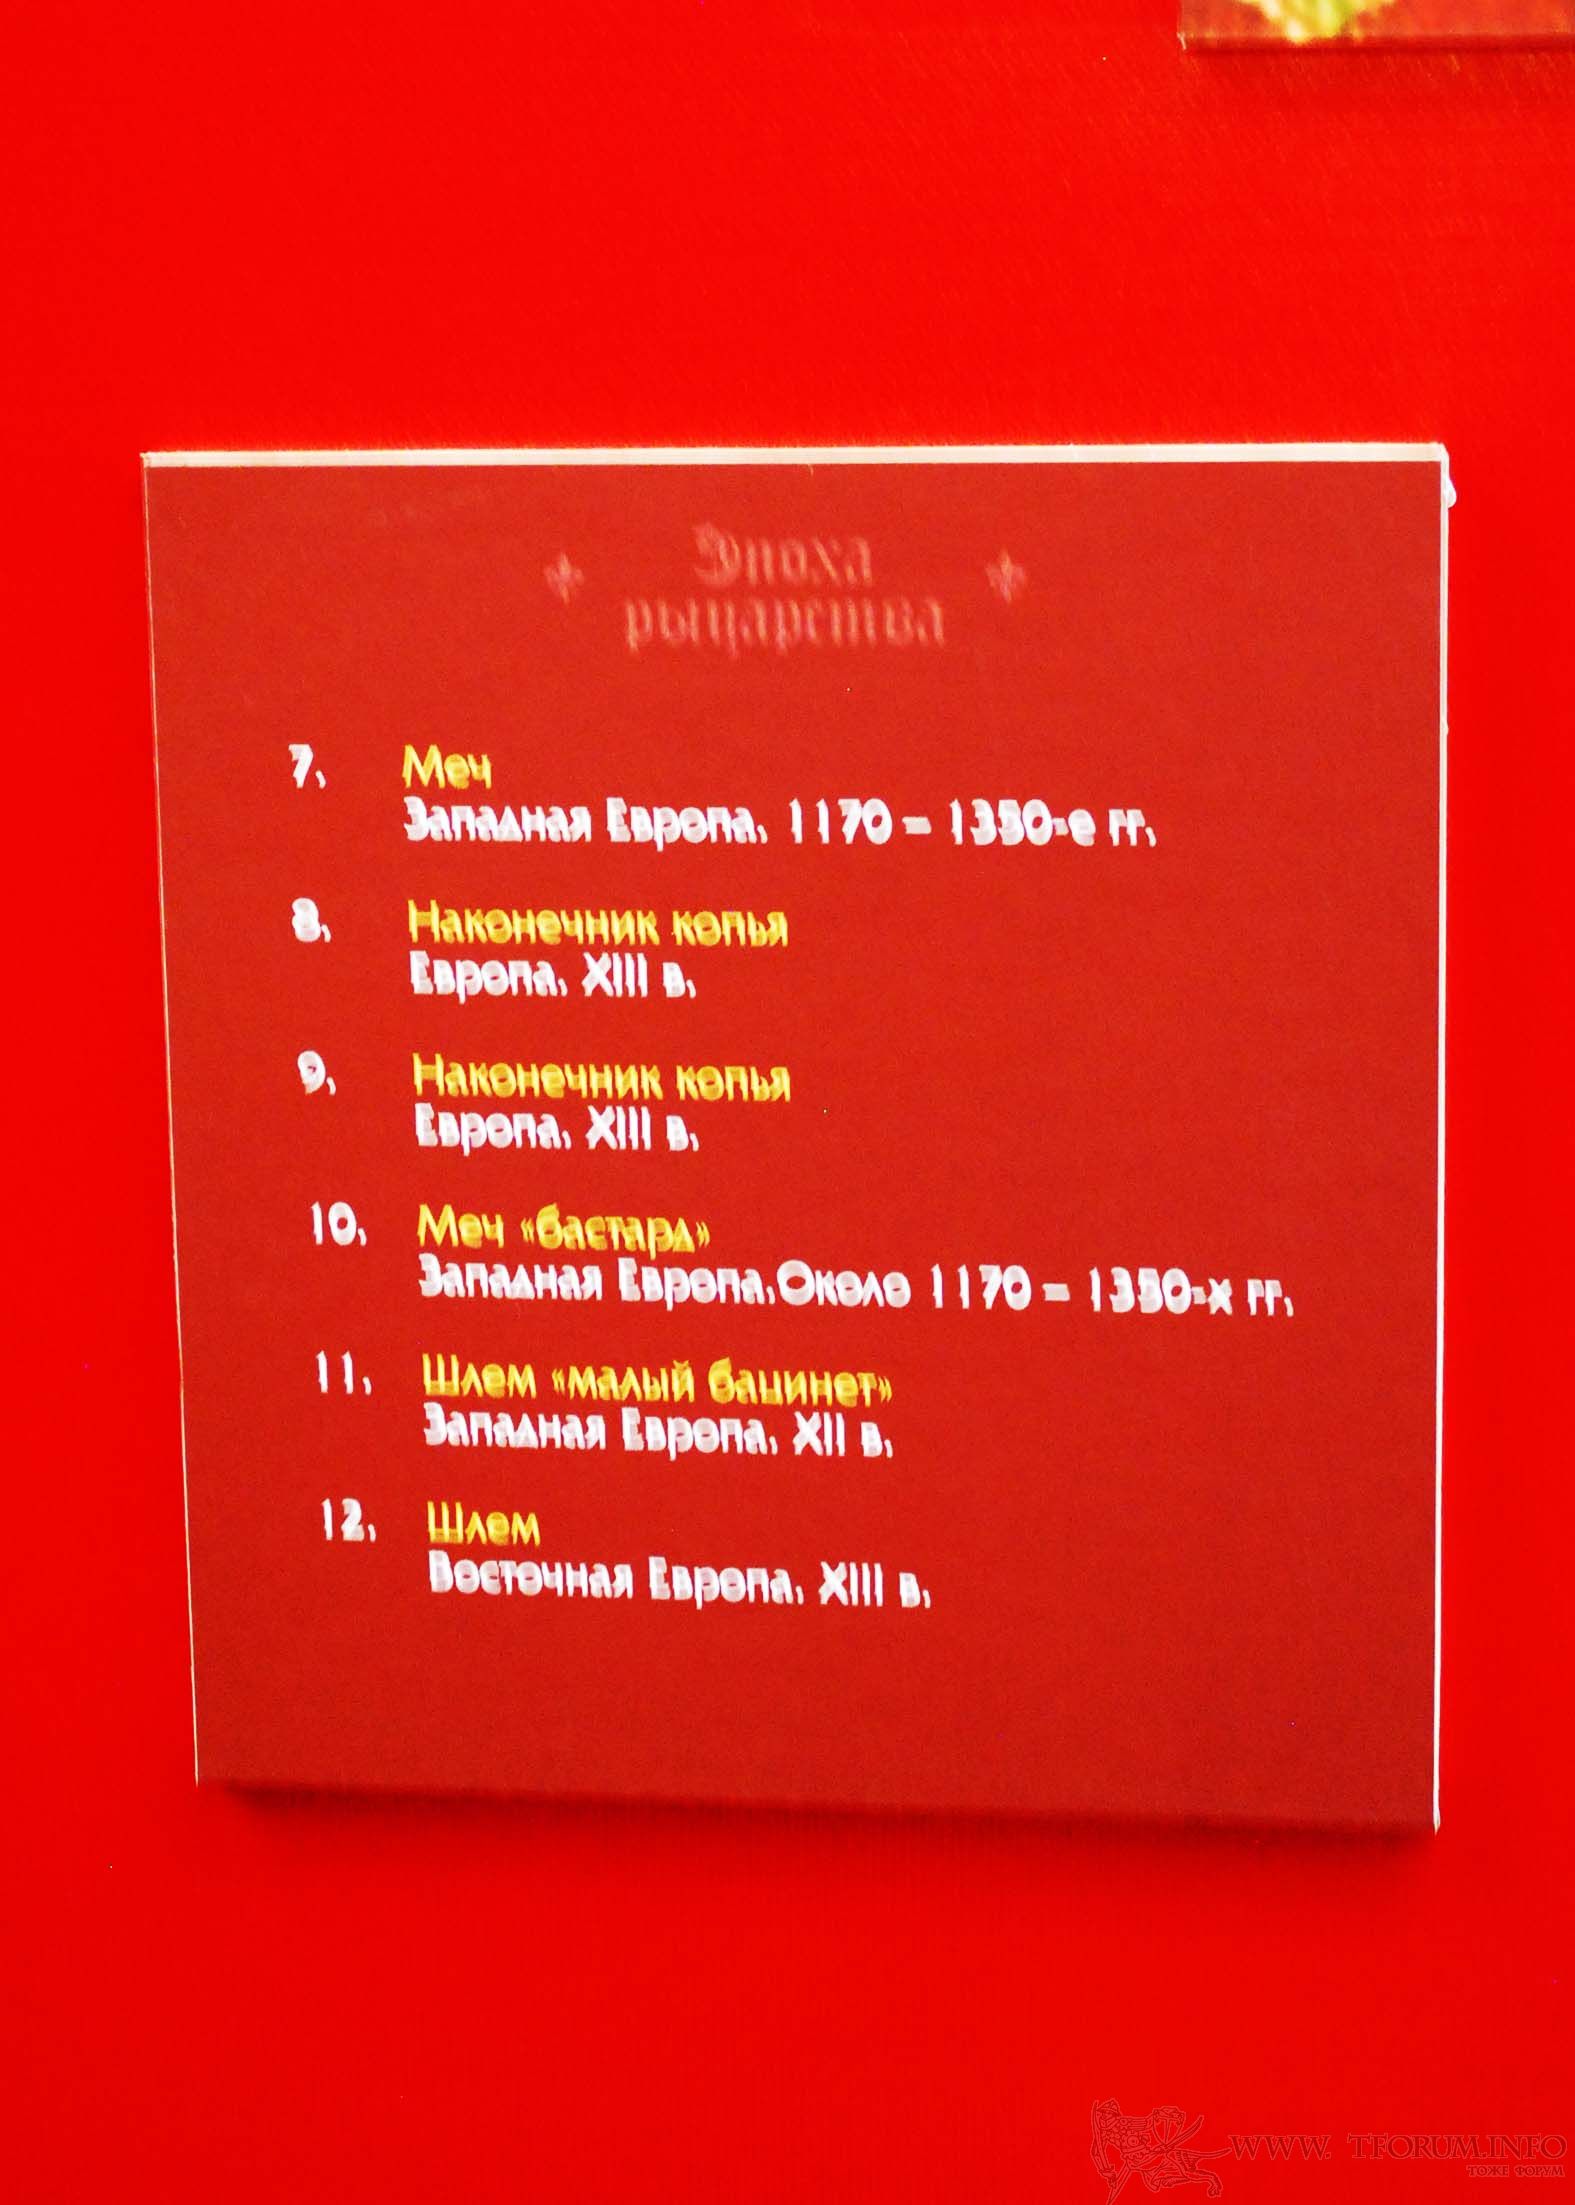 Эпоха
рыцарства
7. Меч
Западная Европа. 1170 – 1350-е гг.
8. Наконечник копья
Европа. XIII в.
9. Наконечник копья
Европа. XIII в.
10. Меч «бастард»
Западная Европа.Около 1170 – 1350-х гг.
11. Шлем «малый бацинет»
Западная Европа. XII в.
12. Шлем
Восточная Европа. XIII в.
WWW. TFORUM.INFO
ТОЖЕ ФОРУМ